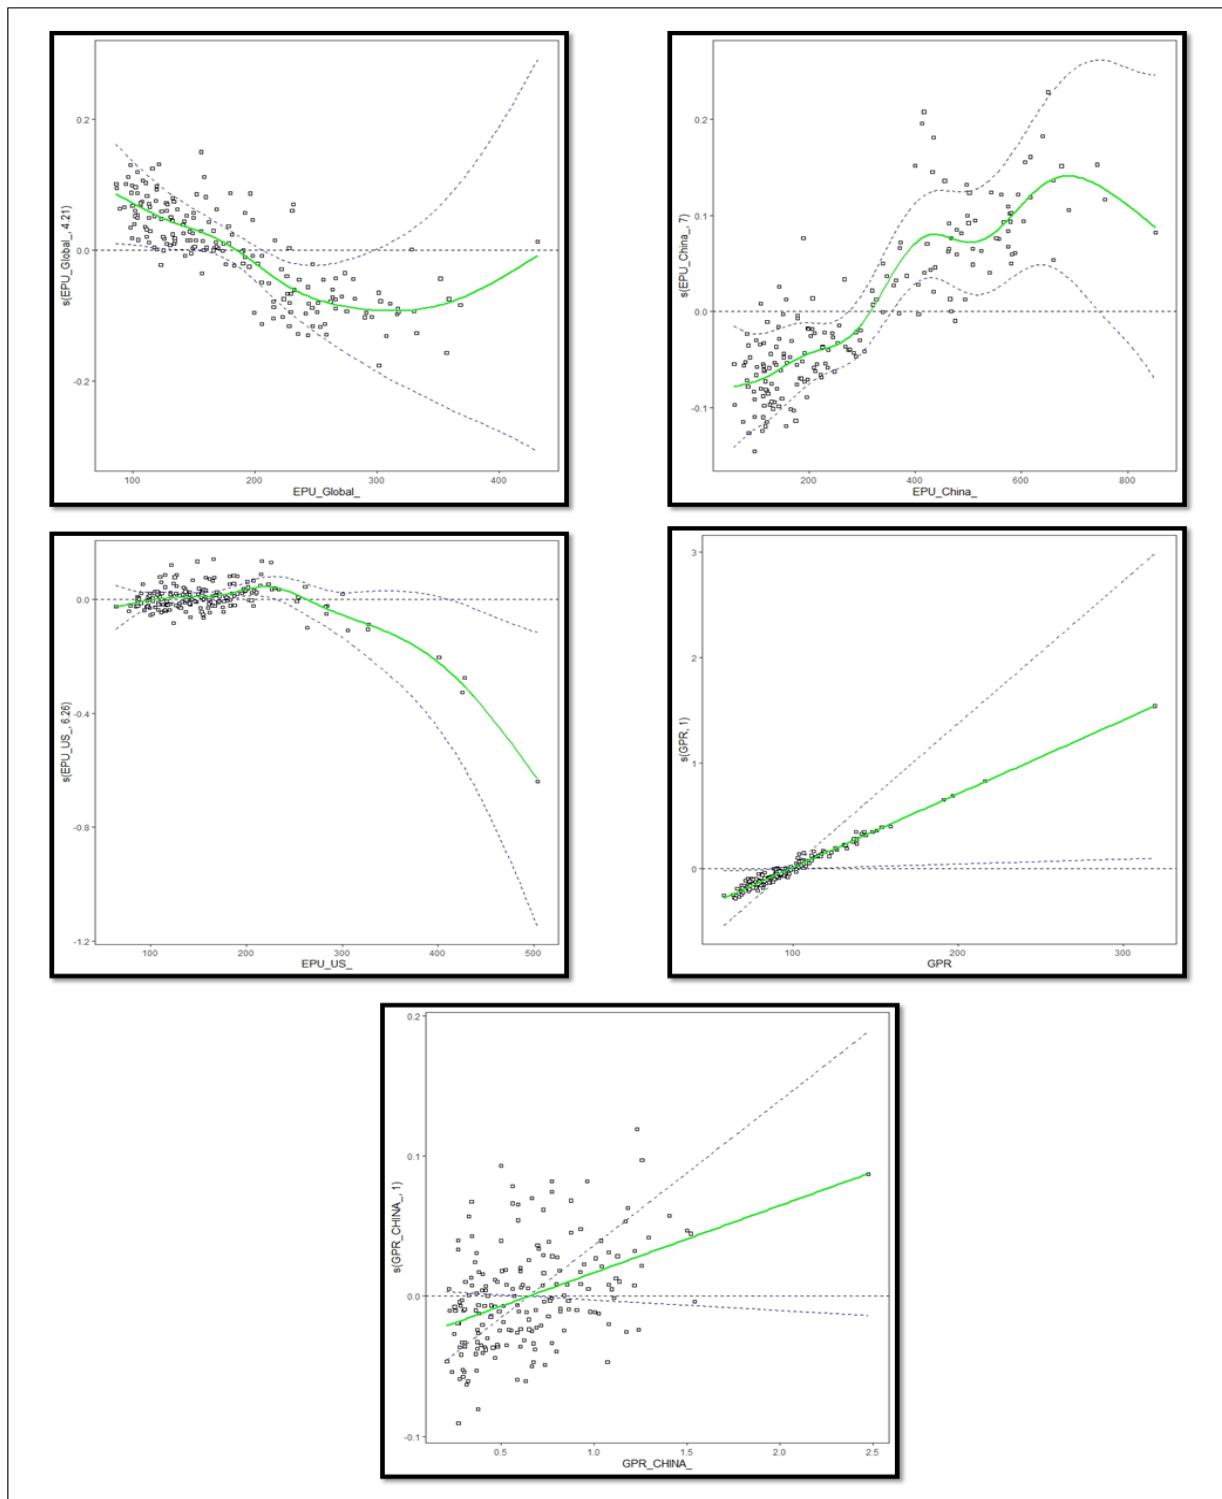 0.2
0.0
-0.2
s(EPU_Global_, 4.21)
100 200 300 400
EPU_Global_
0.2
0.1
0.0
-0.1
s(EPU_China_, 7)
200 400 600 800
EPU_China_
0.0
-0.4
-0.8
-1.2
s(EPU_US_, 6.26)
100 200 300 400 500
EPU_US_
3
2
1
0
s(GPR, 1)
100 200 300
GPR
0.2
0.1
0.0
-0.1
s(GPR_CHINA_, 1)
0.5 1.0 1.5 2.0 2.5
GPR_CHINA_